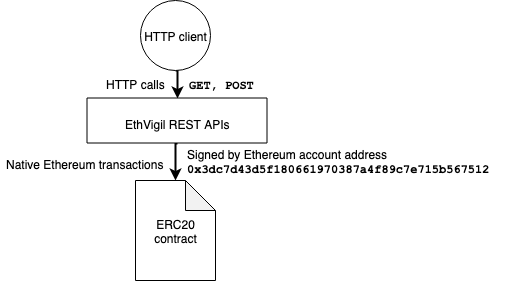 HTTP client
HTTP calls GET, POST
EthVigil REST APIs
Signed by Ethereum account address
Native Ethereum transactions
0x3dc7d43d5f180661970387a4f89c7e715b567512
ERC20
contract